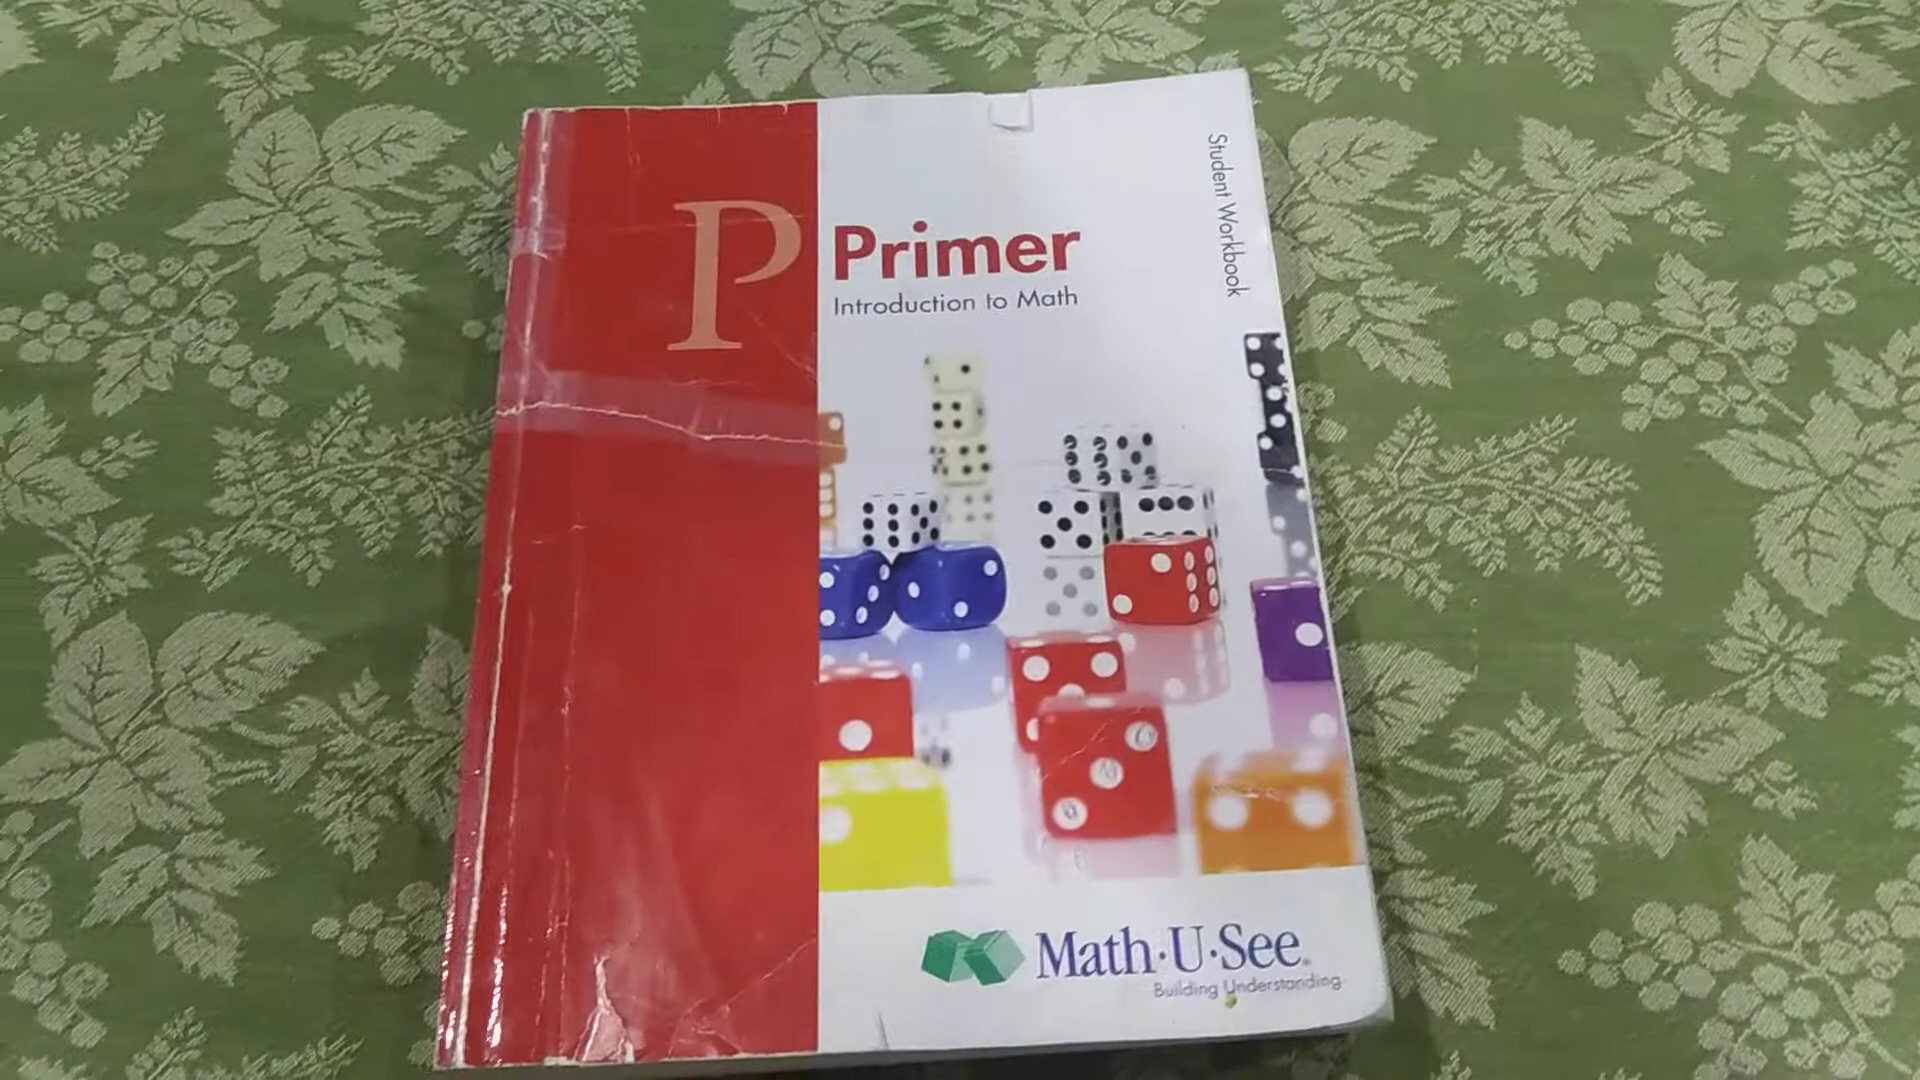 P
Primer
Introduction to Math
Student Workbook
Math·U·See®
Building Understanding